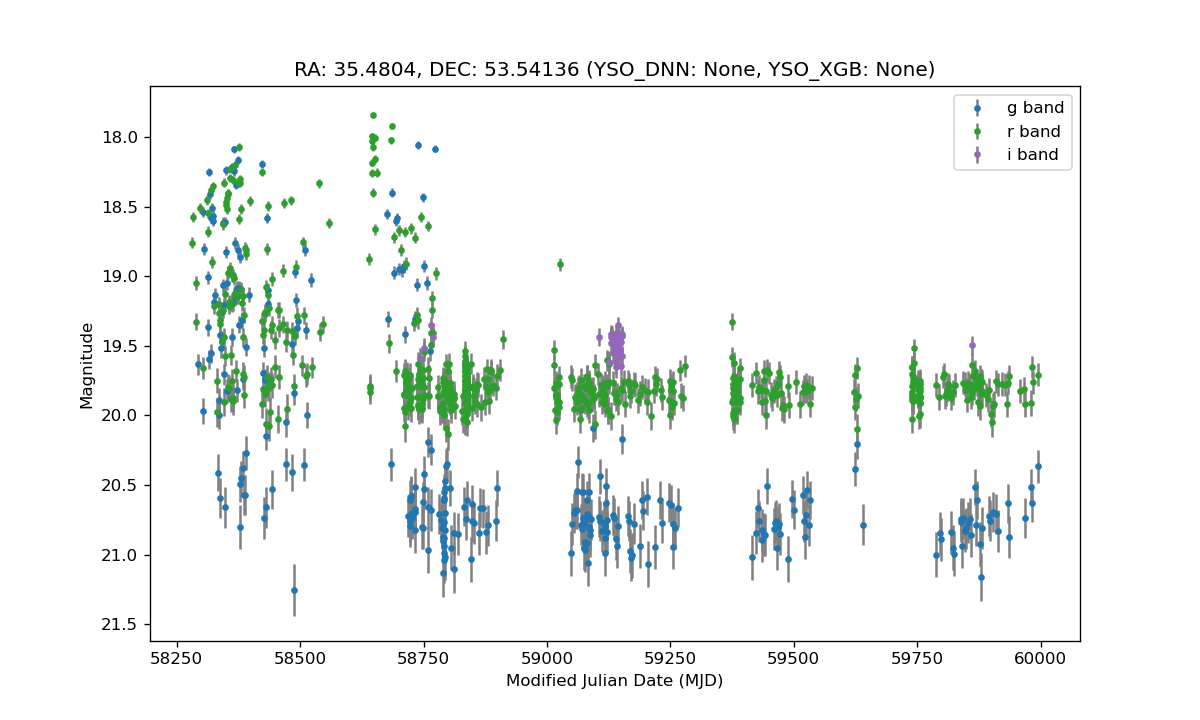 RA: 35.4804, DEC: 53.54136 (YSO_DNN: None, YSO_XGB: None)
g band
r band
i band
18.0
18.5
19.0
19.5
20.0
20.5
21.0
21.5
Magnitude
58250 58500 58750 59000 59250 59500 59750 60000
Modified Julian Date (MJD)